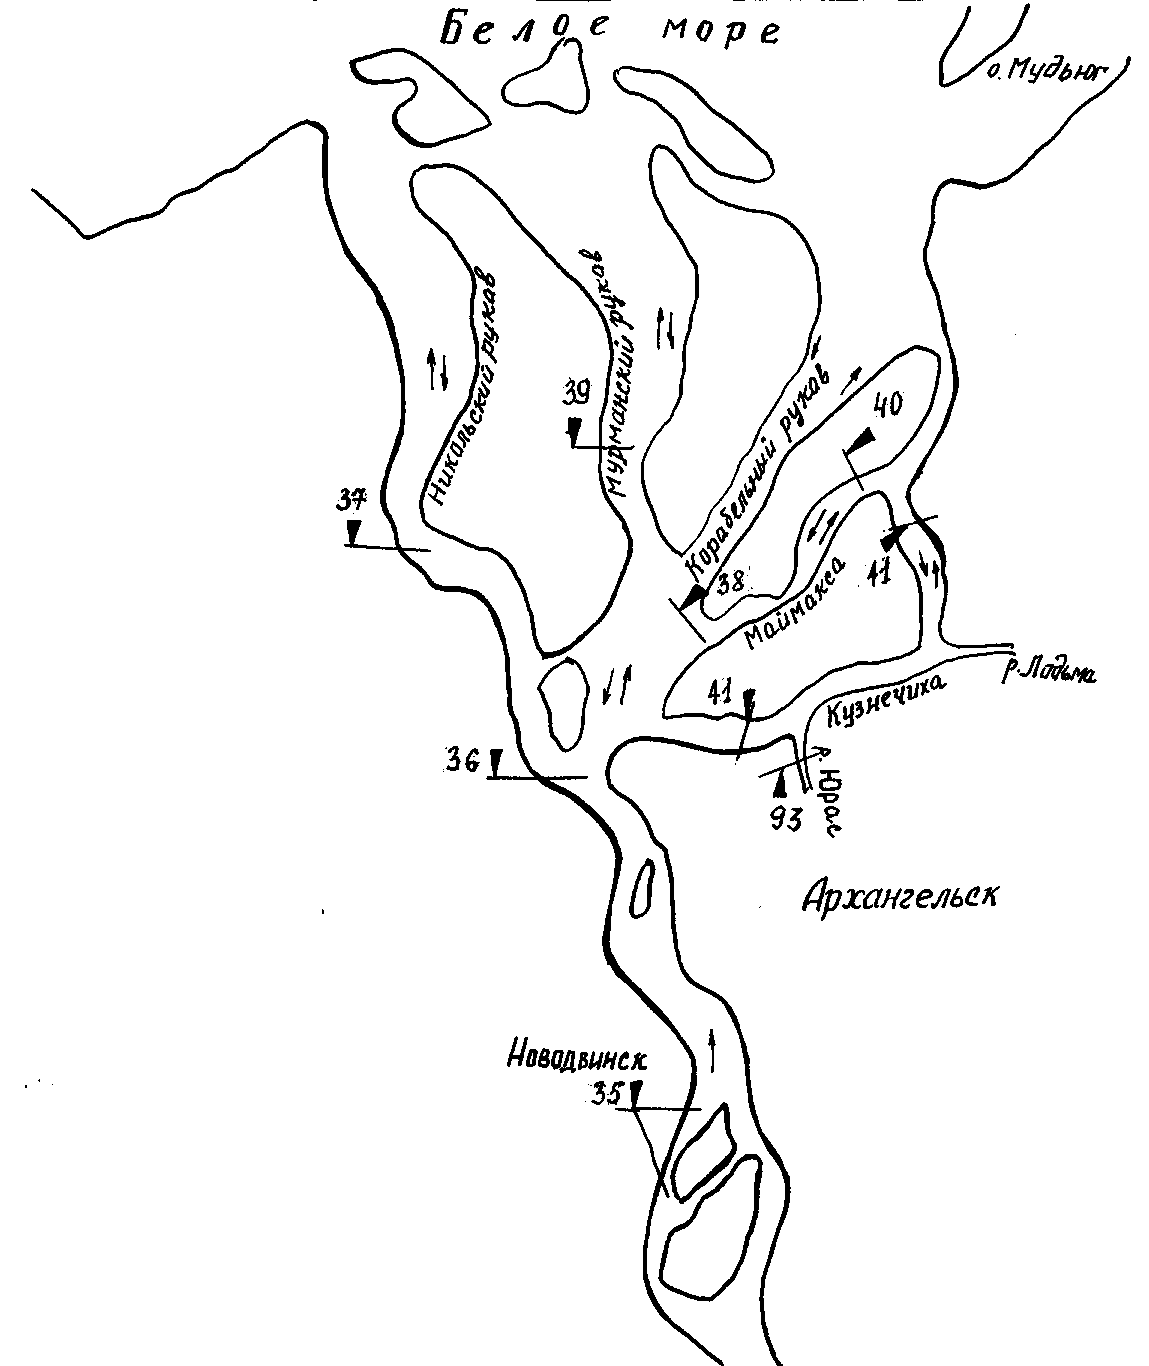 Белое море
о. Мудьюг
Никольский рукав
Мурманский рукав
Корабельный рукав
39
40
37
38
41
Маймакса
р. Лодьма
41
Кузнечиха
36
р. Юрас
93
Архангельск
Новодвинск
35